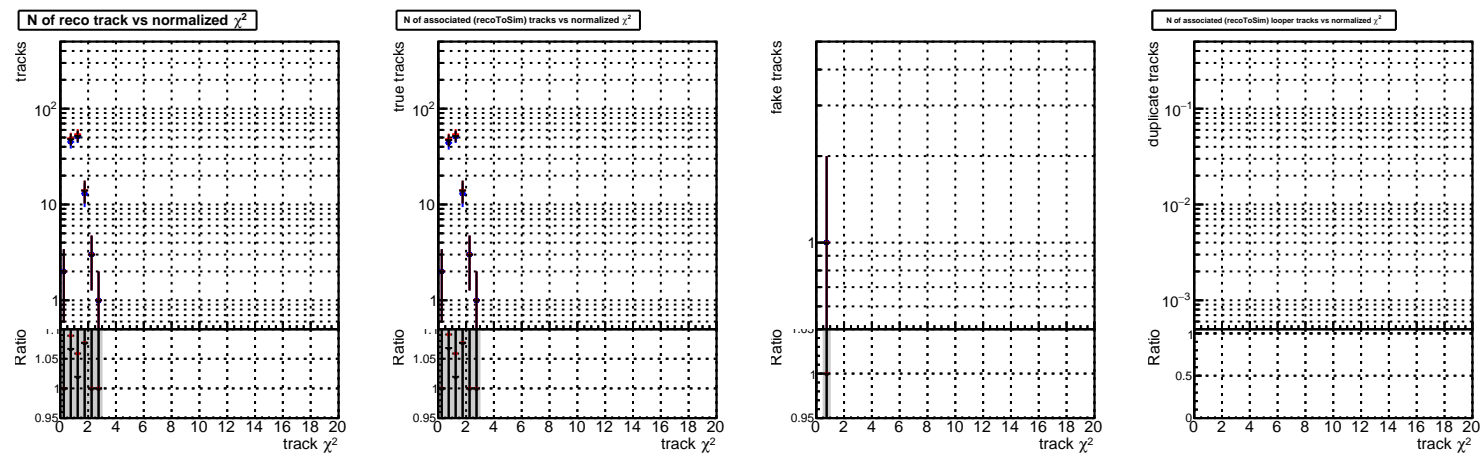 N of reco track vs normalized χ²
tracks
10²
10
1
Ratio
1.1
1.05
1
0.95
0 2 4 6 8 10 12 14 16 18 20
track χ²
N of associated (recoToSim) tracks vs normalized χ²
true tracks
10²
10
1
Ratio
1.1
1.05
1
0.95
0 2 4 6 8 10 12 14 16 18 20
track χ²
fake tracks
1
Ratio
1.05
1
0.95
0 2 4 6 8 10 12 14 16 18 20
track χ²
N of associated (recoToSim) looper tracks vs normalized χ²
duplicate tracks
10⁻¹
10⁻²
10⁻³
Ratio
1
0.5
0
0 2 4 6 8 10 12 14 16 18 20
track χ²